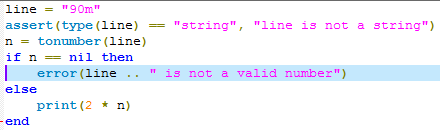 line = "90m"
assert(type(line) == "string", "line is not a string")
n = tonumber(line)
if n == nil then
    error(line .. " is not a valid number")
else
    print(2 * n)
end